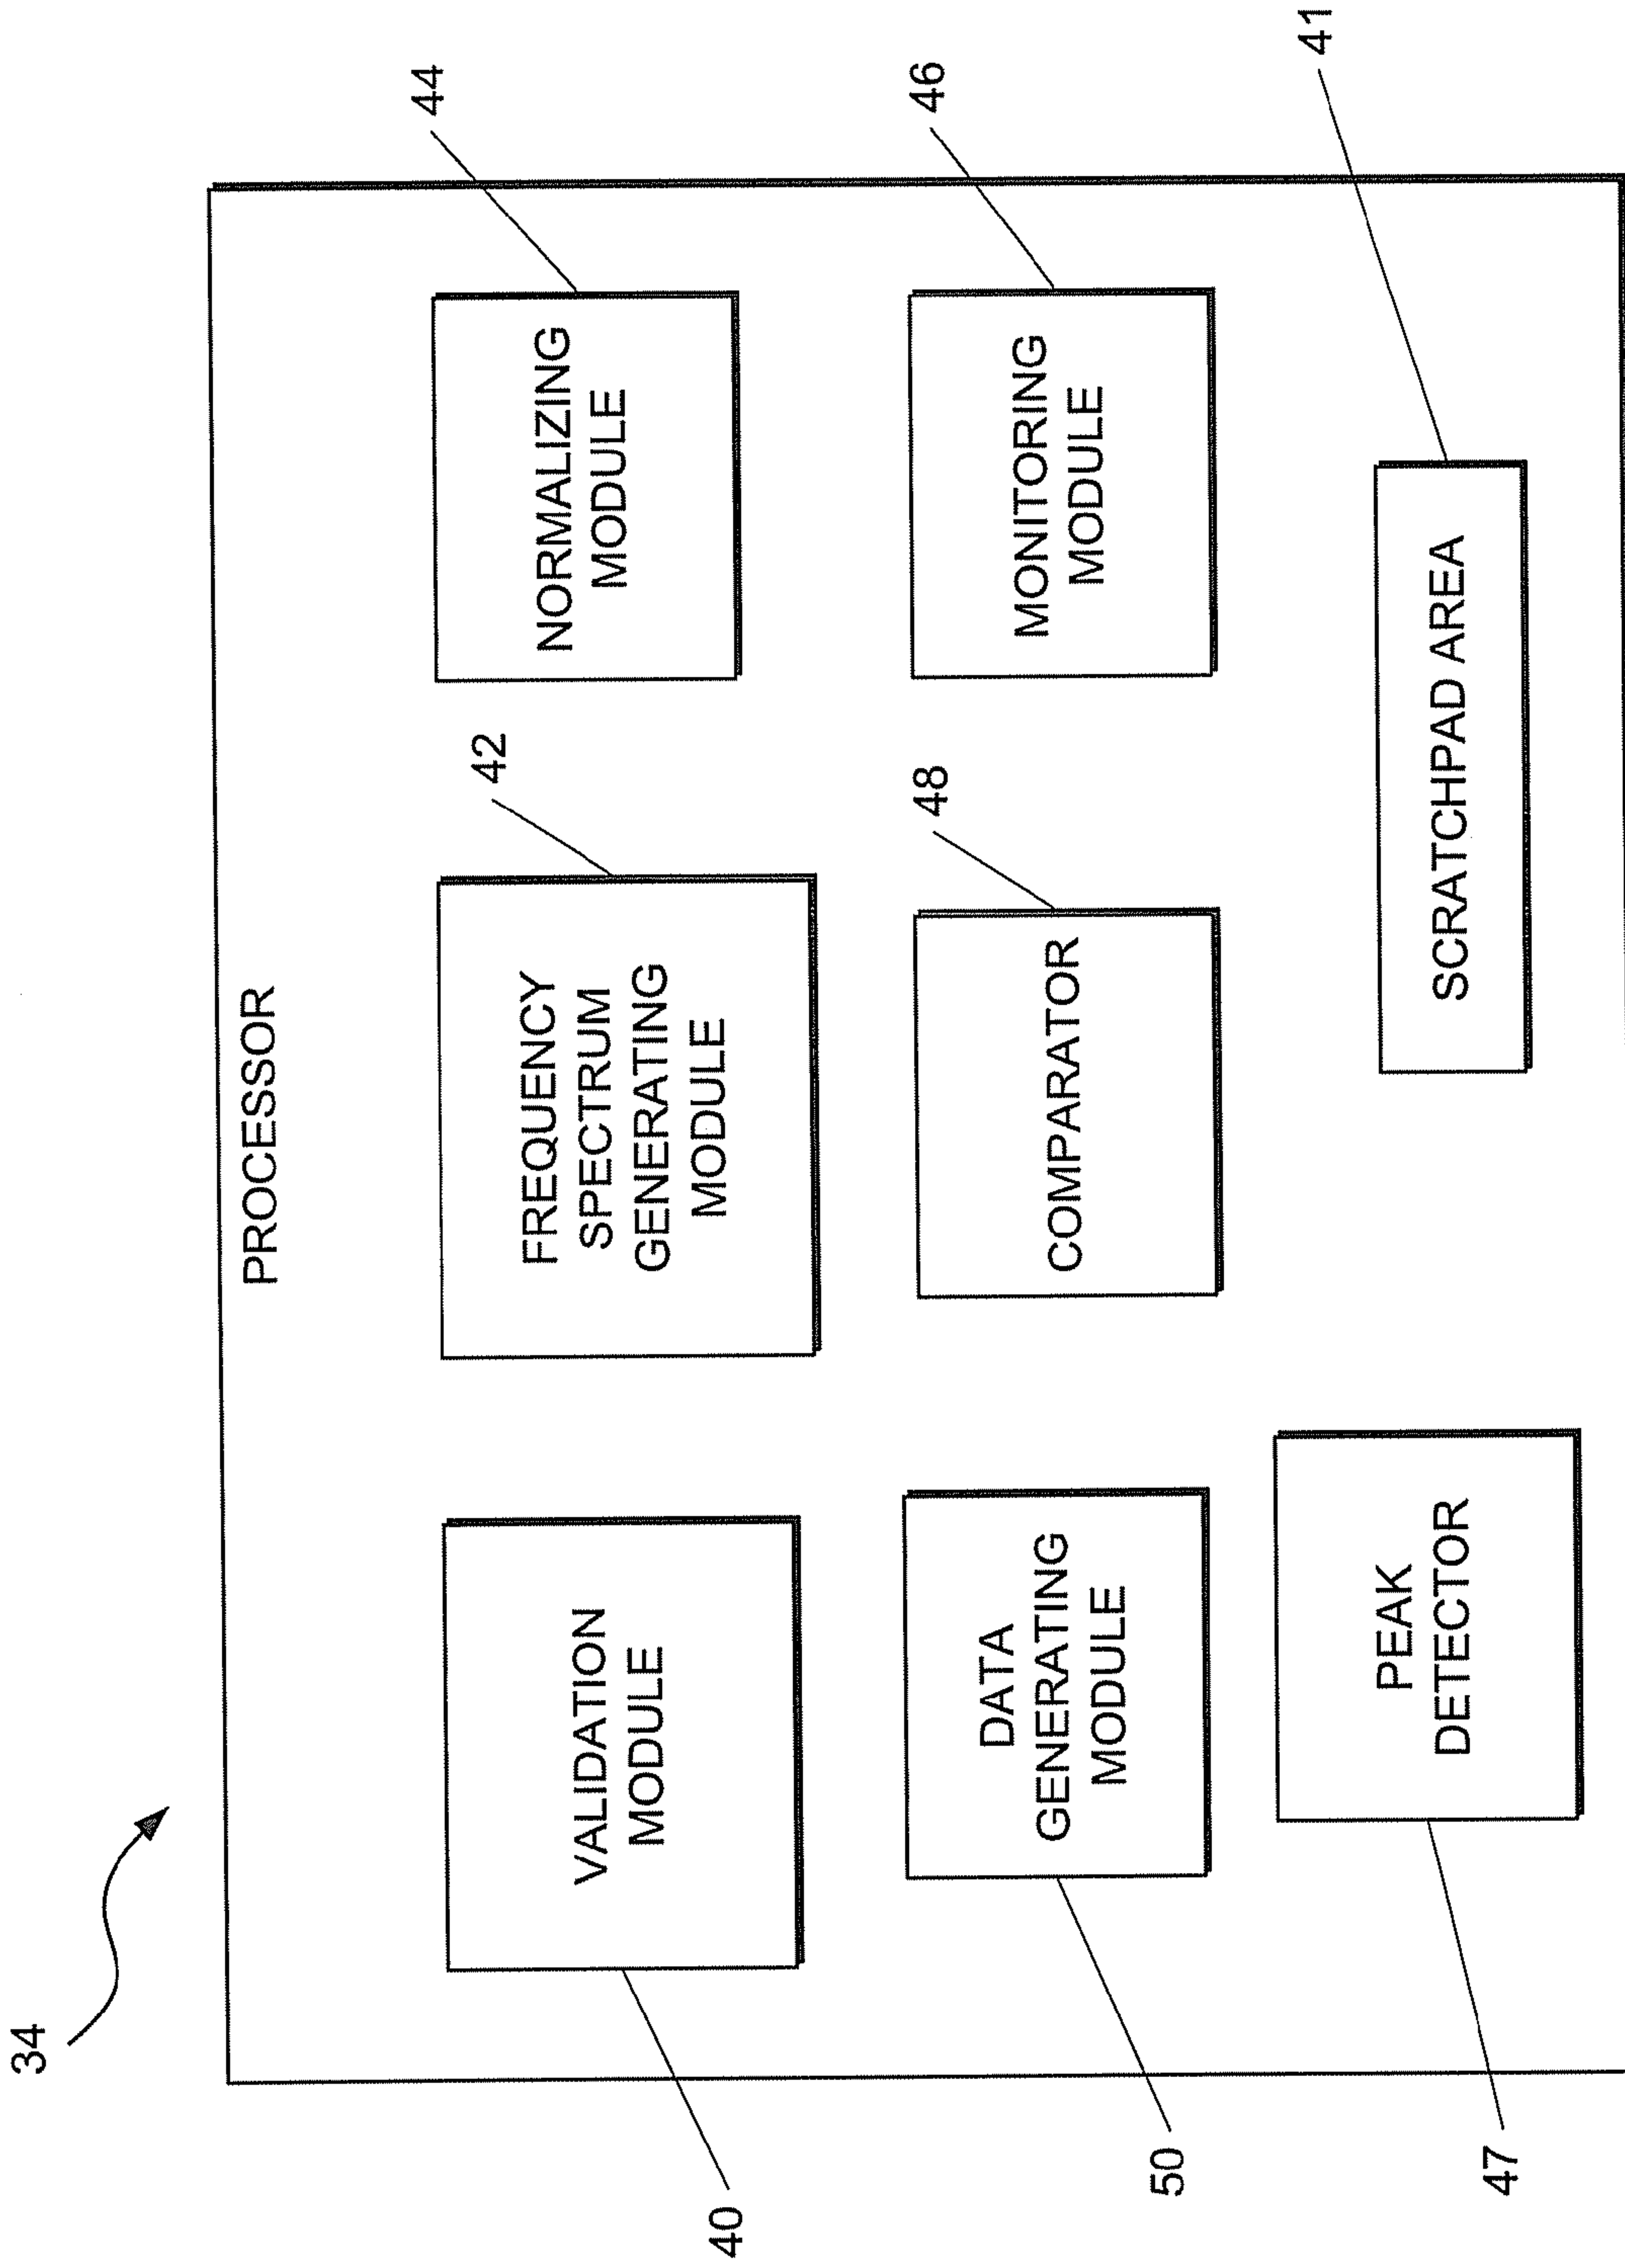 34
PROCESSOR
40
VALIDATION
MODULE
42
FREQUENCY
SPECTRUM
GENERATING
MODULE
44
NORMALIZING
MODULE
50
DATA
GENERATING
MODULE
48
COMPARATOR
46
MONITORING
MODULE
47
PEAK
DETECTOR
41
SCRATCHPAD AREA